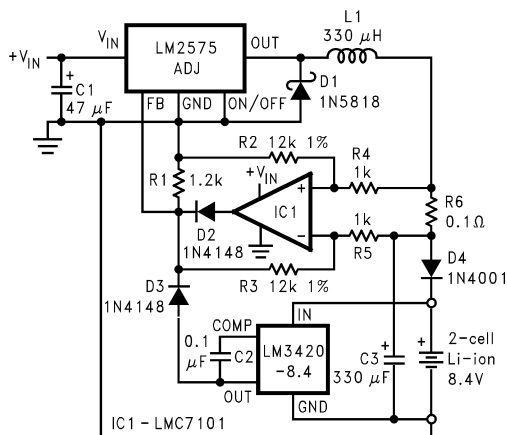 L1
330 μH
+VIN
VIN
LM2575
ADJ
OUT
FB
GND
ON/OFF
+
C1
47 μF
D1
1N5818
R2 12k 1%
R4
1k
R1
1.2k
+VIN
+
IC1
−
R6
0.1Ω
1k
R5
D2
1N4148
D3
1N4148
R3 12k 1%
D4
1N4001
IN
COMP
0.1
μF
C2
LM3420
-8.4
OUT
GND
+
C3
330 μF
+
2-cell
Li-ion
8.4V
IC1-LMC7101